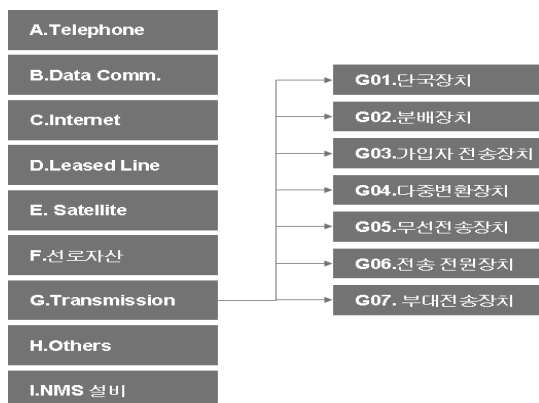 A.Telephone
B.Data Comm.
C.Internet
D.Leased Line
E. Satellite
F.선로자산
G.Transmission
H.Others
I.NMS 설비
G01.단국장치
G02.분배장치
G03.가입자 전송장치
G04.다중변환장치
G05.무선전송장치
G06.전송 전원장치
G07. 부대전송장치